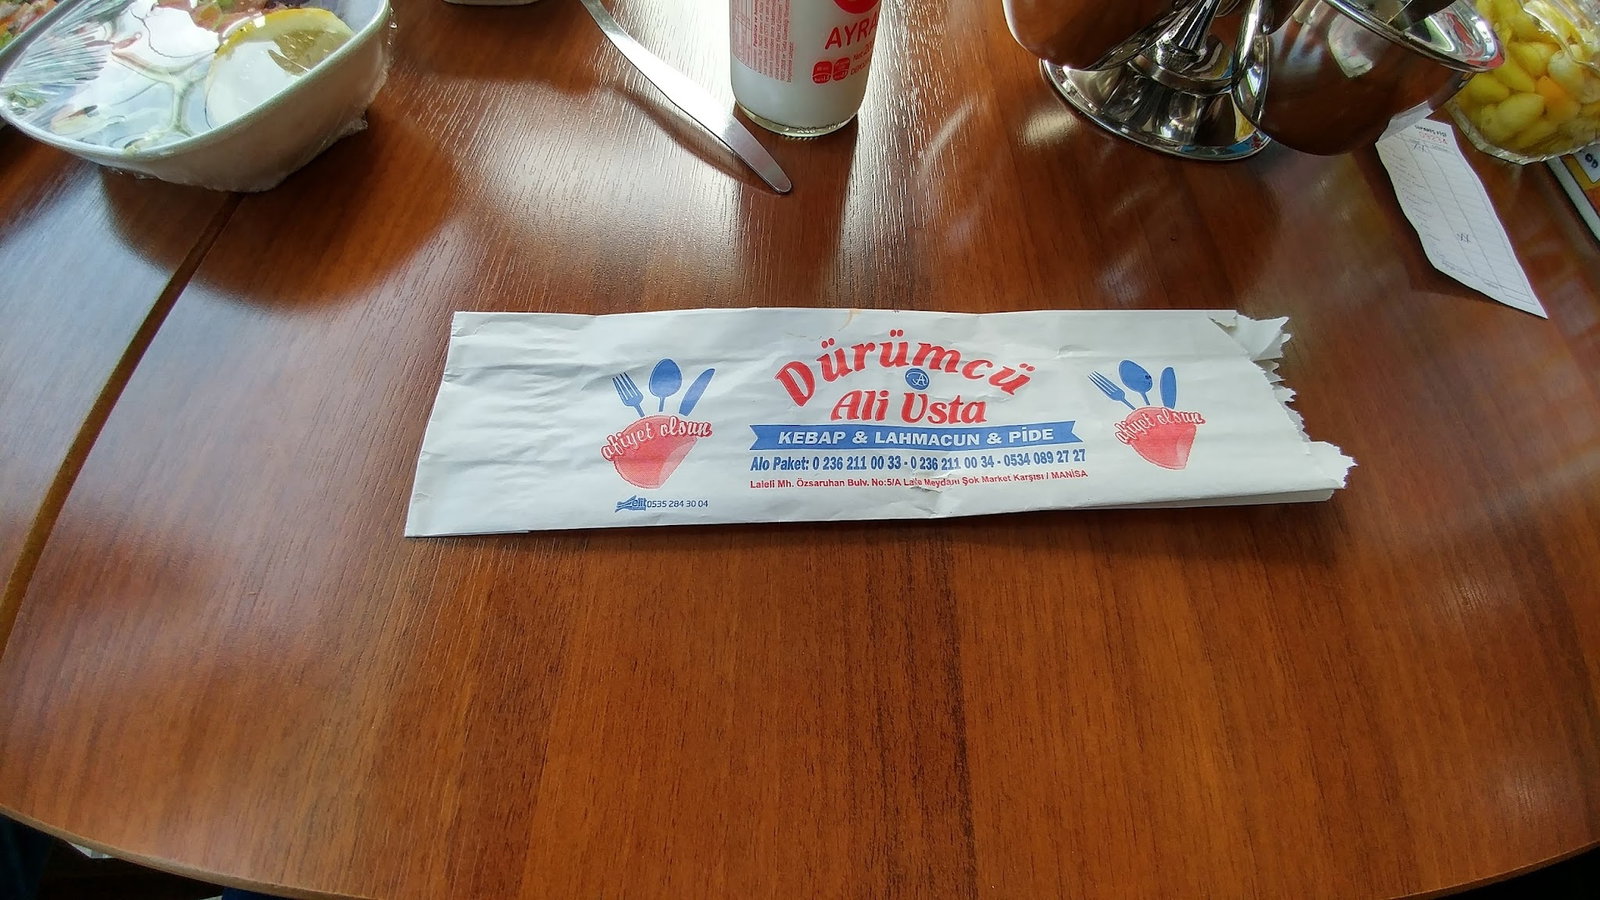 AYRA
afiyet olsun
Dürümcü
A
Ali Usta
KEBAP & LAHMACUN & PİDE
Alo Paket: 0 236 211 00 33 - 0 236 211 00 34 - 0534 089 27 27
Laleli Mh. Özsaruhan Bulv. No:5/A Lale Meydanı Şok Market Karşısı / MANİSA
elit 0535 284 30 04
afiyet olsun